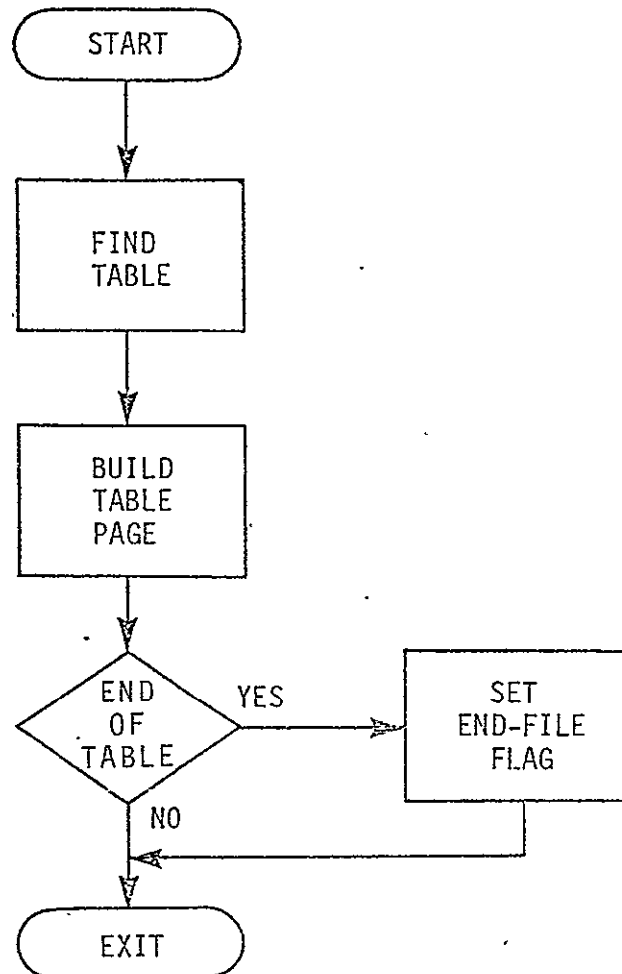 START
FIND
TABLE
BUILD
TABLE
PAGE
END
OF
TABLE
YES
SET
END-FILE
FLAG
NO
EXIT